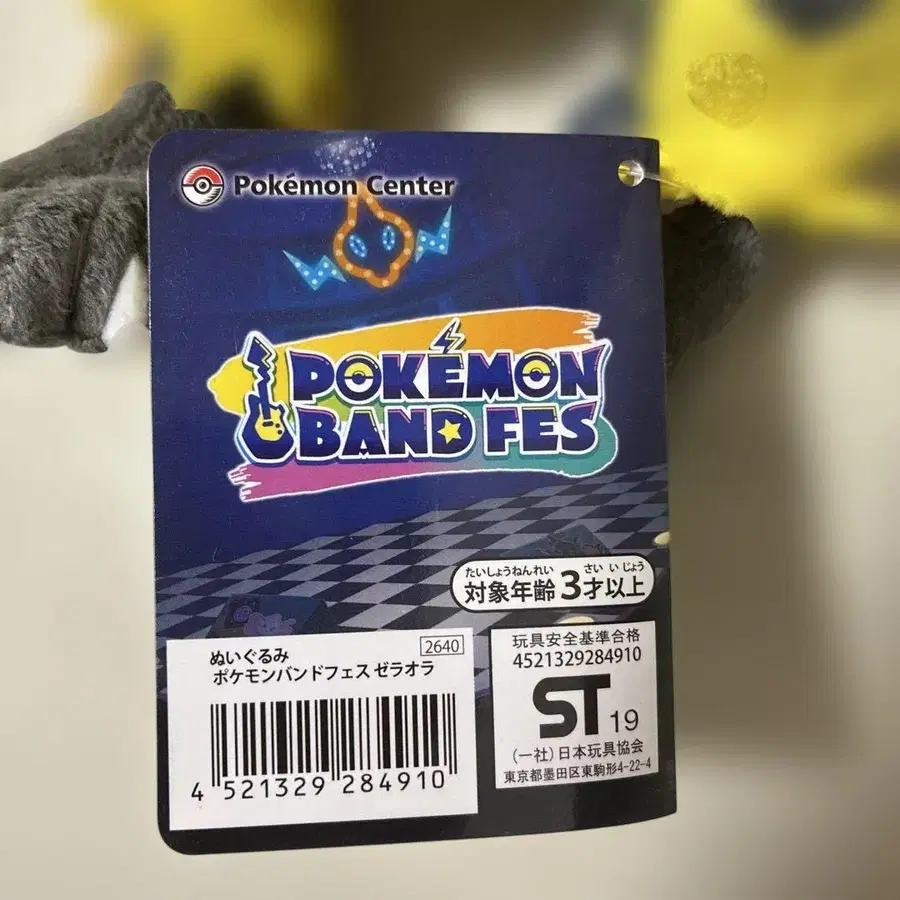 Pokémon Center
POKÉMON
BAND FES
たいしょうねんれい さい いじょう
対象年齢 3才以上
2640
ぬいぐるみ
ポケモンバンドフェス ゼラオラ
4 521329 284910
玩具安全基準合格
4521329284910
ST 19
(一社)日本玩具協会
東京都墨田区東駒形4-22-4